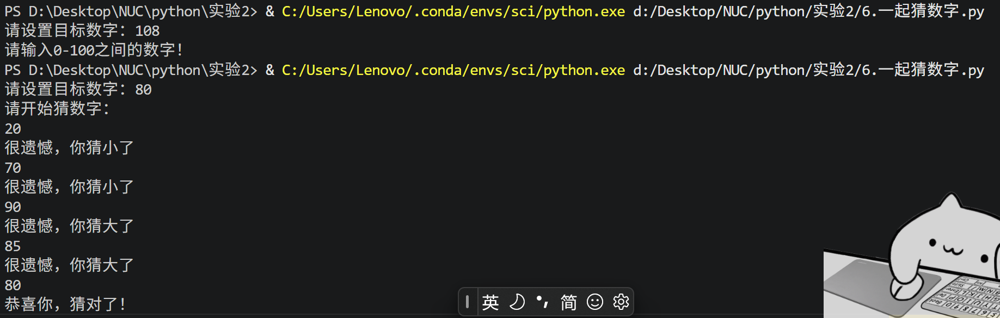 PS D:\Desktop\NUC\python\实验2> & C:/Users/Lenovo/.conda/envs/sci/python.exe d:/Desktop/NUC/python/实验2/6.一起猜数字.py
请设置目标数字：108
请输入0-100之间的数字！
PS D:\Desktop\NUC\python\实验2> & C:/Users/Lenovo/.conda/envs/sci/python.exe d:/Desktop/NUC/python/实验2/6.一起猜数字.py
请设置目标数字：80
请开始猜数字：
20
很遗憾，你猜小了
70
很遗憾，你猜小了
90
很遗憾，你猜大了
85
很遗憾，你猜大了
80
恭喜你，猜对了！
英 简